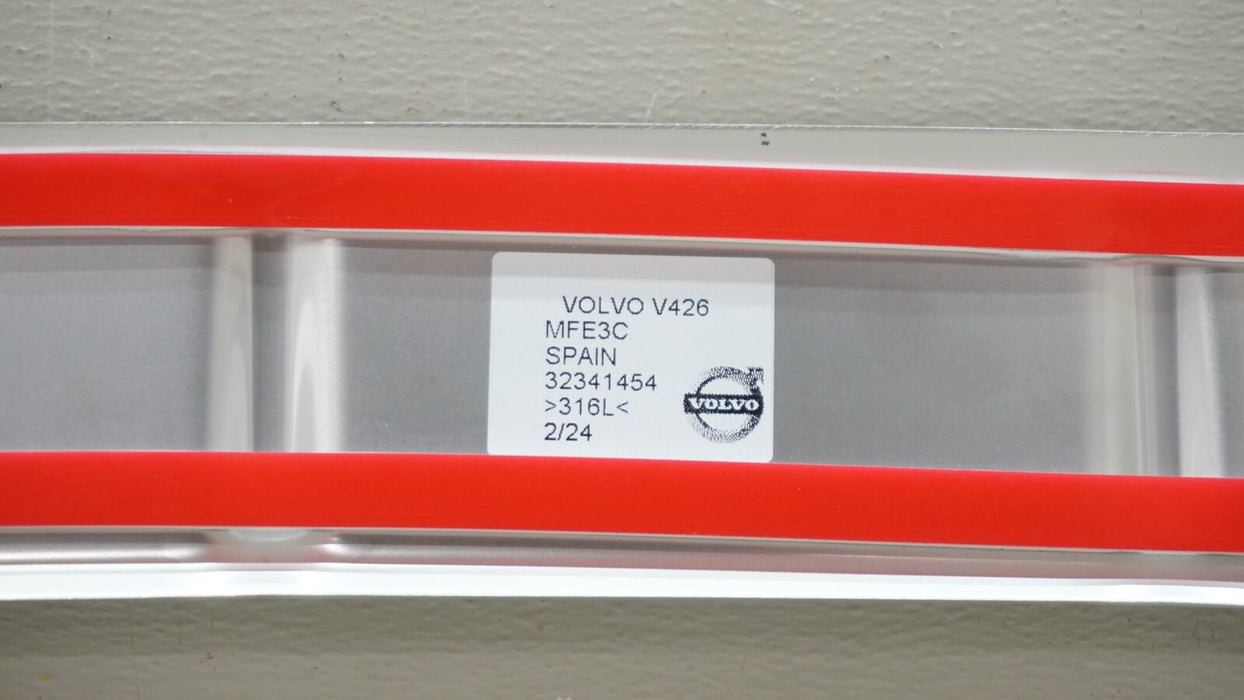 VOLVO V426
MFE3C
SPAIN
32341454
>316L<
2/24
VOLVO